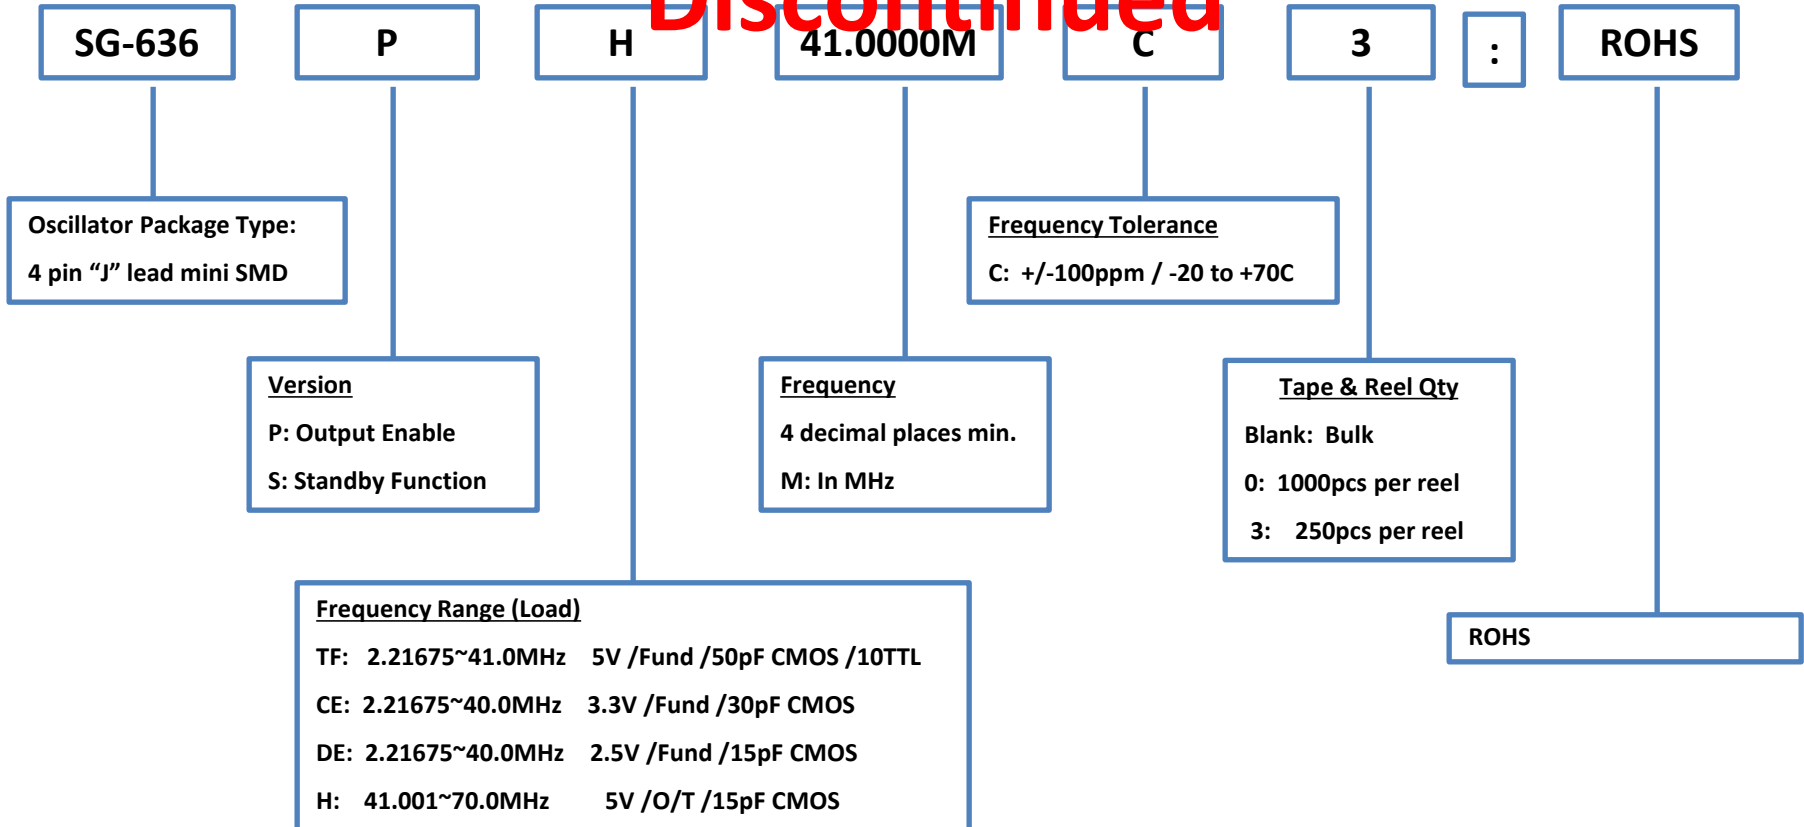 Discontinued
SG-636 P H 41.0000M C 3 : ROHS
Oscillator Package Type:
4 pin “J” lead mini SMD
Frequency Tolerance
C: +/-100ppm / -20 to +70C
Version
P: Output Enable
S: Standby Function
Frequency
4 decimal places min.
M: In MHz
Tape & Reel Qty
Blank: Bulk
0: 1000pcs per reel
3: 250pcs per reel
Frequency Range (Load)
TF: 2.21675~41.0MHz 5V /Fund /50pF CMOS /10TTL
CE: 2.21675~40.0MHz 3.3V /Fund /30pF CMOS
DE: 2.21675~40.0MHz 2.5V /Fund /15pF CMOS
H: 41.001~70.0MHz 5V /O/T /15pF CMOS
ROHS